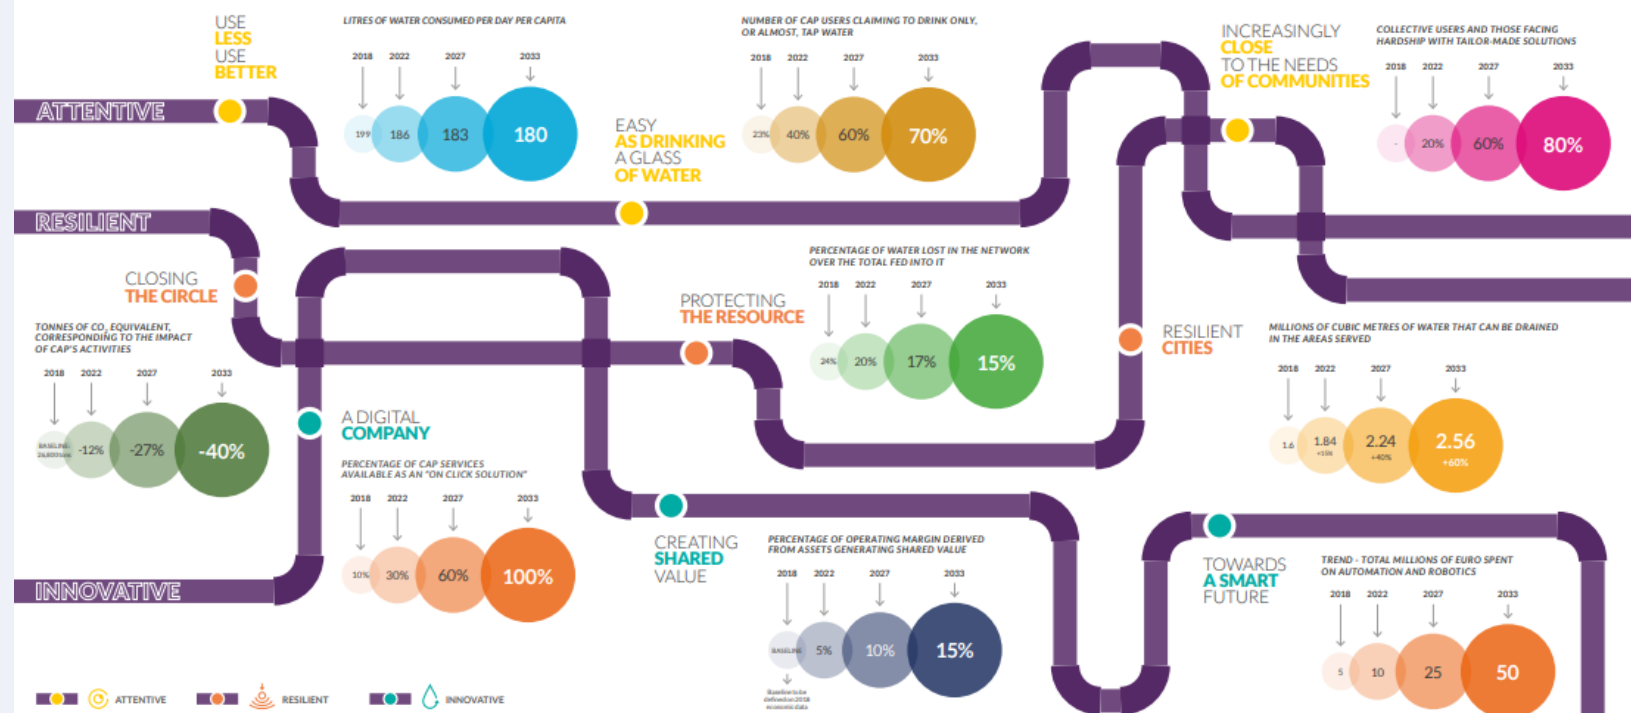 USE
LESS
USE
BETTER
LITRES OF WATER CONSUMED PER DAY PER CAPITA
2018 2022 2027 2033
199 186 183 180
ATTENTIVE
EASY
AS DRINKING
A GLASS
OF WATER
NUMBER OF CAP USERS CLAIMING TO DRINK ONLY,
OR ALMOST, TAP WATER
2018 2022 2027 2033
23% 40% 60% 70%
INCREASINGLY
CLOSE
TO THE NEEDS
OF COMMUNITIES
COLLECTIVE USERS AND THOSE FACING
HARDSHIP WITH TAILOR-MADE SOLUTIONS
2018 2022 2027 2033
- 20% 60% 80%
RESILIENT
CLOSING
THE CIRCLE
TONNES OF CO₂ EQUIVALENT,
CORRESPONDING TO THE IMPACT
OF CAP'S ACTIVITIES
2018 2022 2027 2033
BASELINE
-12% -27% -40%
PROTECTING
THE RESOURCE
PERCENTAGE OF WATER LOST IN THE NETWORK
OVER THE TOTAL FED INTO IT
2018 2022 2027 2033
24% 20% 17% 15%
RESILIENT
CITIES
MILLIONS OF CUBIC METRES OF WATER THAT CAN BE DRAINED
IN THE AREAS SERVED
2018 2022 2027 2033
1.6 1.84 2.24 2.56
+15% +40% +60%
INNOVATIVE
A DIGITAL
COMPANY
PERCENTAGE OF CAP SERVICES
AVAILABLE AS AN "ON CLICK SOLUTION"
2018 2022 2027 2033
10% 30% 60% 100%
CREATING
SHARED
VALUE
PERCENTAGE OF OPERATING MARGIN DERIVED
FROM ASSETS GENERATING SHARED VALUE
2018 2022 2027 2033
BASELINE 5% 10% 15%
Baseline to be
defined on 2018
economic data
TOWARDS
A SMART
FUTURE
TREND - TOTAL MILLIONS OF EURO SPENT
ON AUTOMATION AND ROBOTICS
2018 2022 2027 2033
5 10 25 50
ATTENTIVE RESILIENT INNOVATIVE